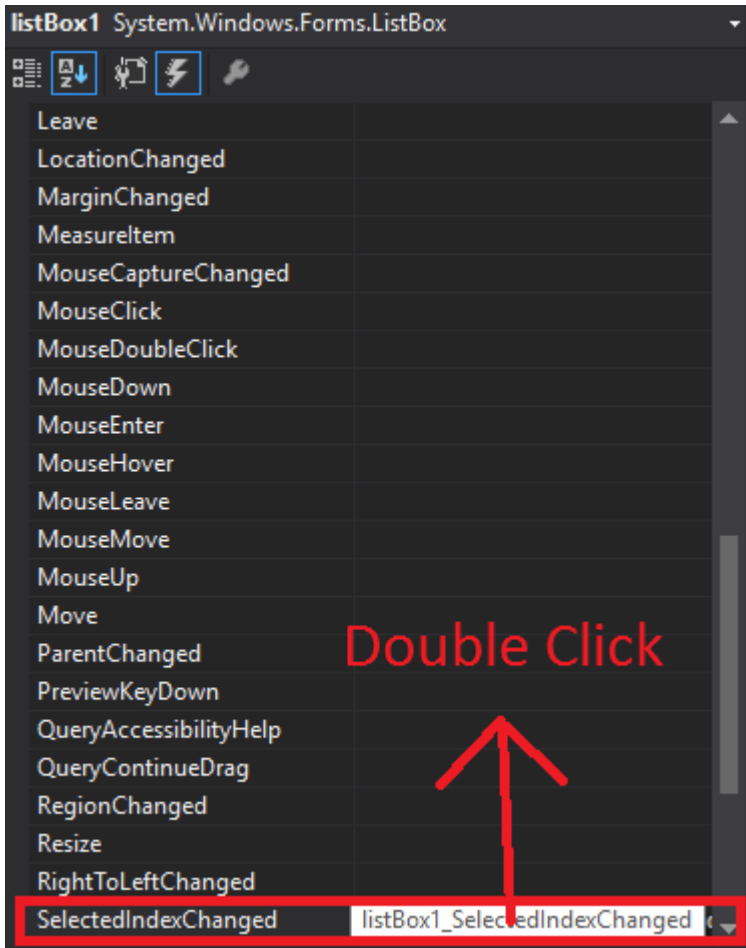 listBox1 System.Windows.Forms.ListBox
Leave
LocationChanged
MarginChanged
MeasureItem
MouseCaptureChanged
MouseClick
MouseDoubleClick
MouseDown
MouseEnter
MouseHover
MouseLeave
MouseMove
MouseUp
Move
ParentChanged
Double Click
PreviewKeyDown
QueryAccessibilityHelp
QueryContinueDrag
RegionChanged
Resize
RightToLeftChanged
SelectedIndexChanged listBox1_SelectedIndexChanged